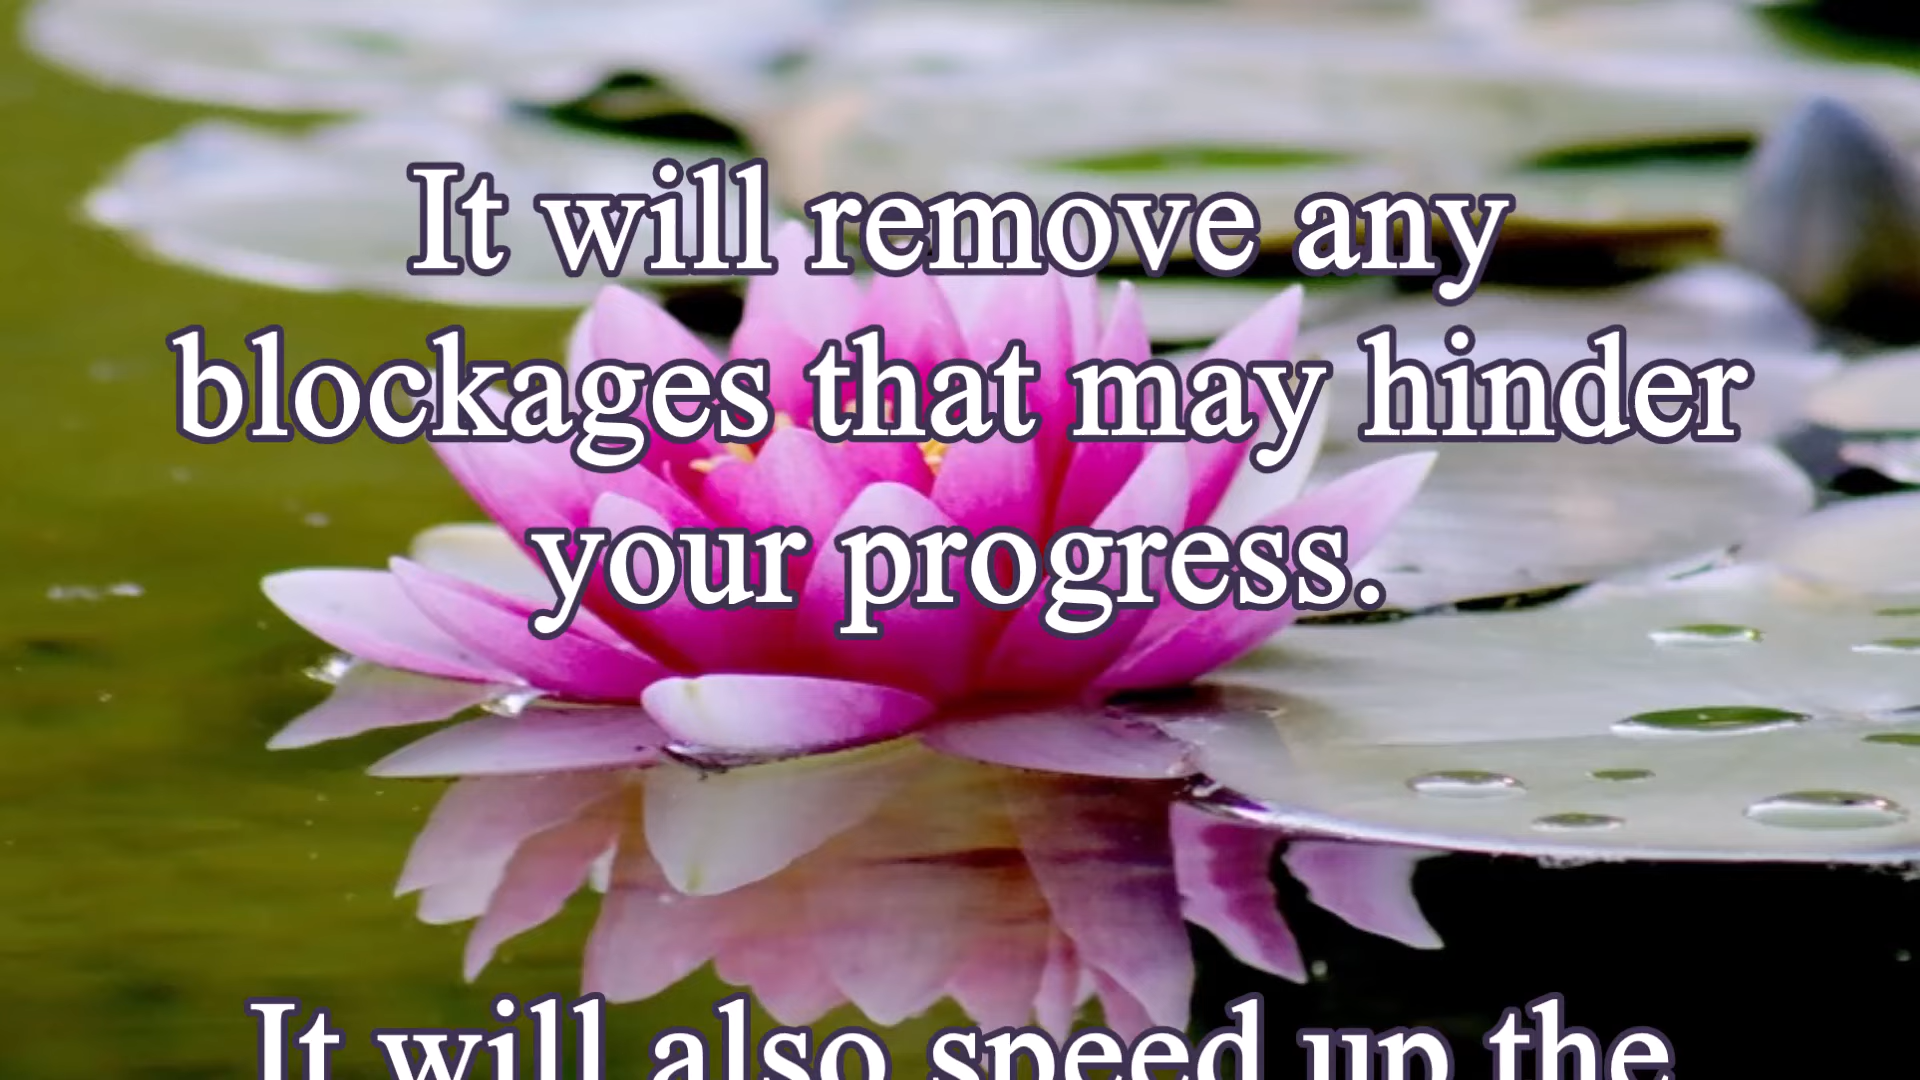 It will remove any
blockages that may hinder
your progress.
It will also speed up the